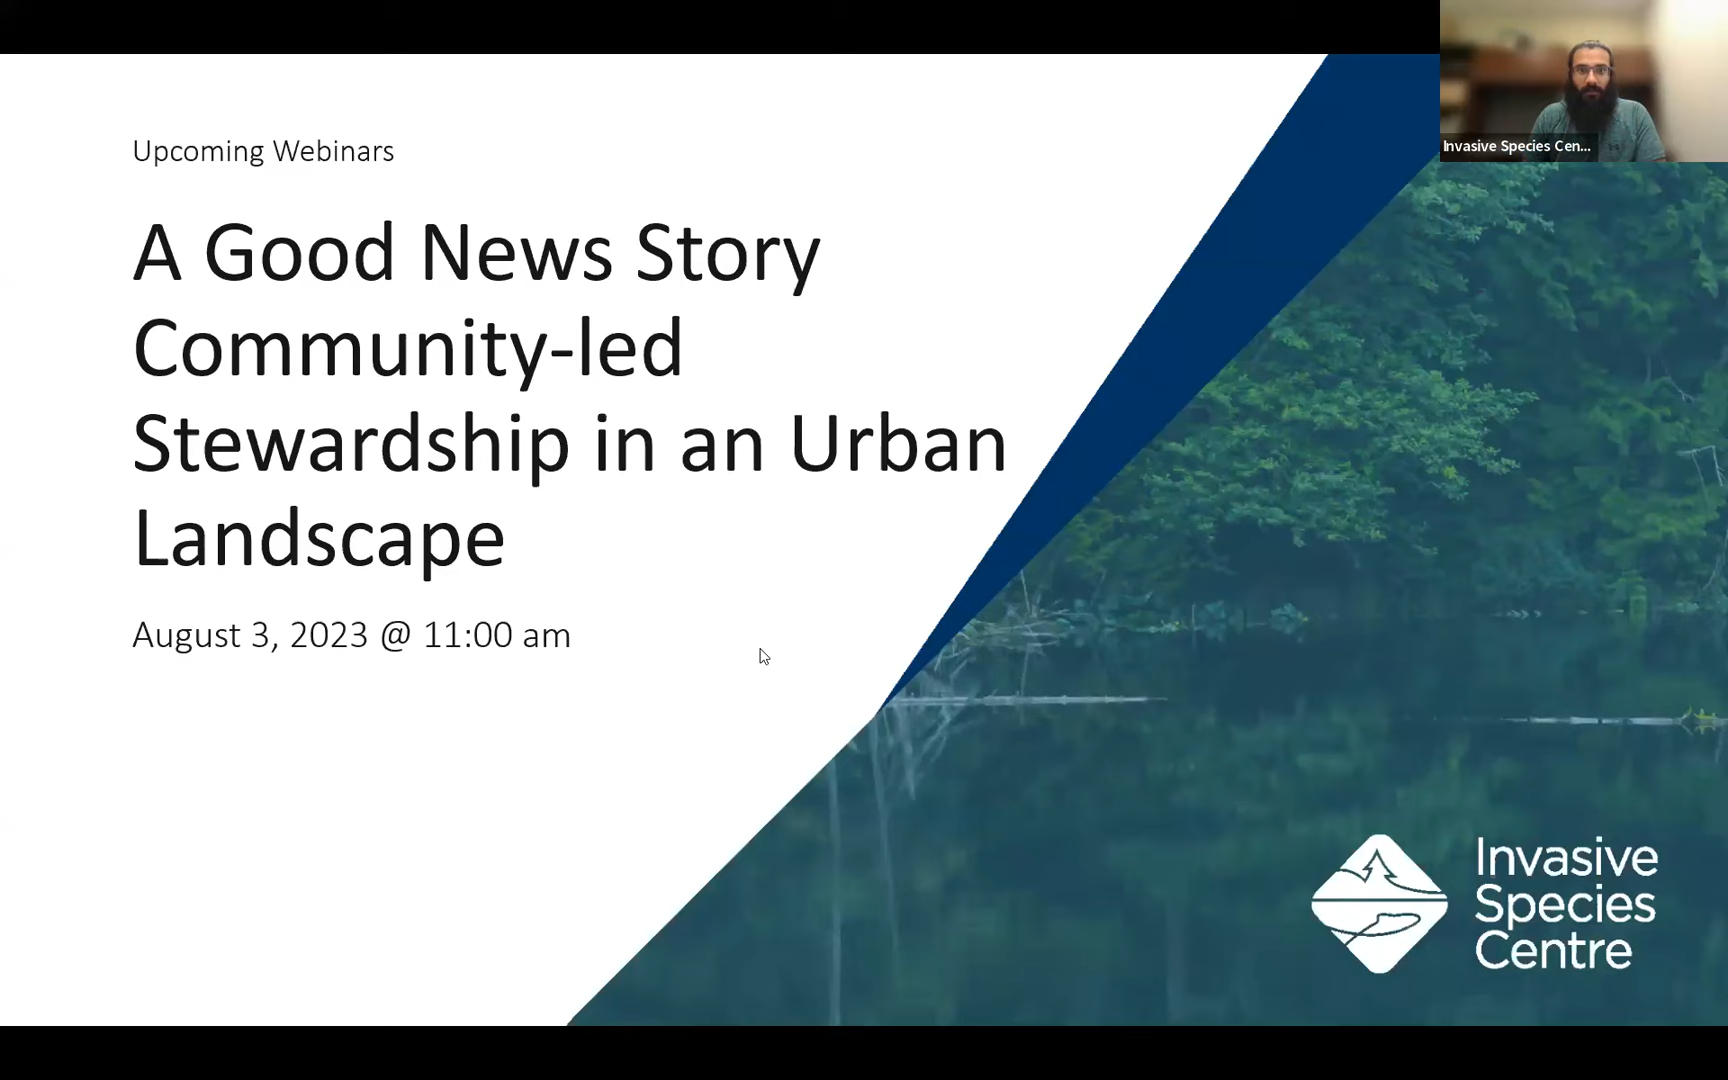 Upcoming Webinars
A Good News Story
Community-led
Stewardship in an Urban
Landscape
August 3, 2023 @ 11:00 am
Invasive Species Cen...
Invasive
Species
Centre